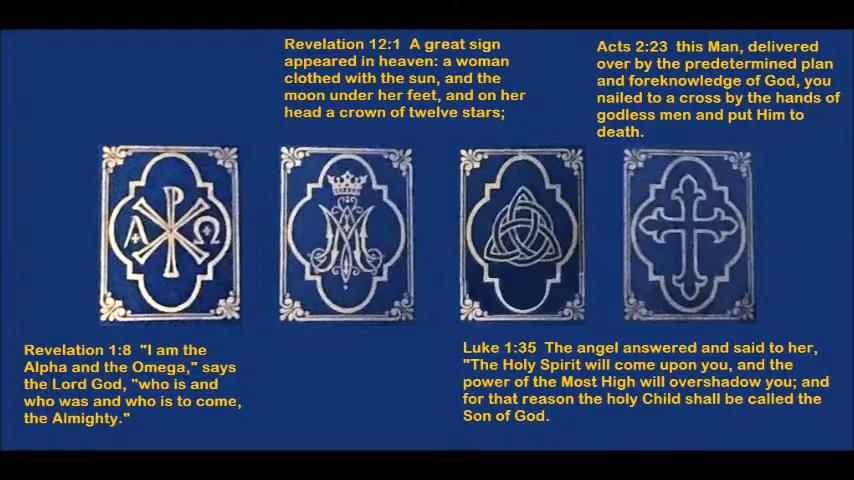 Revelation 12:1  A great sign
appeared in heaven: a woman
clothed with the sun, and the
moon under her feet, and on her
head a crown of twelve stars;
Acts 2:23  this Man, delivered
over by the predetermined plan
and foreknowledge of God, you
nailed to a cross by the hands of
godless men and put Him to
death.
Α Ω
Revelation 1:8  "I am the
Alpha and the Omega," says
the Lord God, "who is and
who was and who is to come,
the Almighty."
Luke 1:35  The angel answered and said to her,
"The Holy Spirit will come upon you, and the
power of the Most High will overshadow you; and
for that reason the holy Child shall be called the
Son of God.